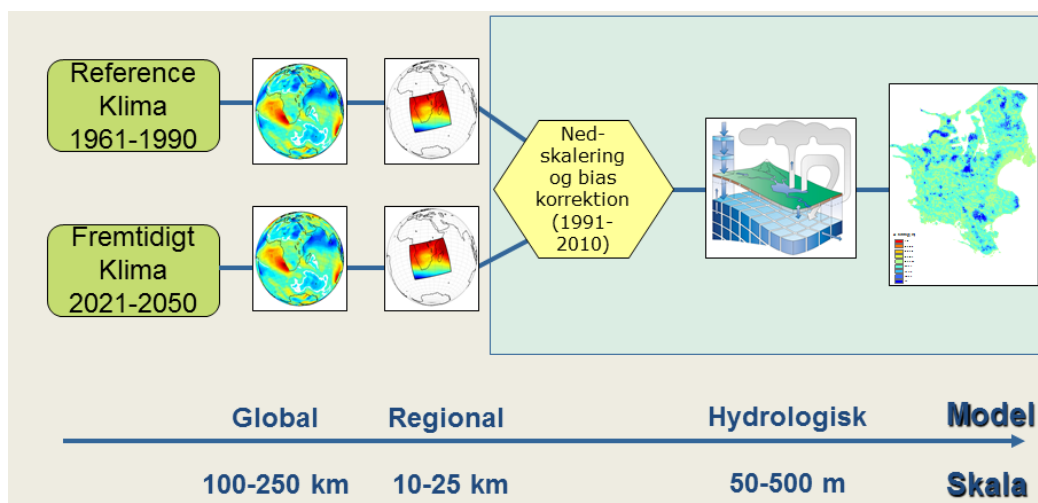 Reference
Klima
1961-1990
Fremtidigt
Klima
2021-2050
Ned-
skalering
og bias
korrektion
(1991-
2010)
Global Regional Hydrologisk Model
100-250 km 10-25 km 50-500 m Skala